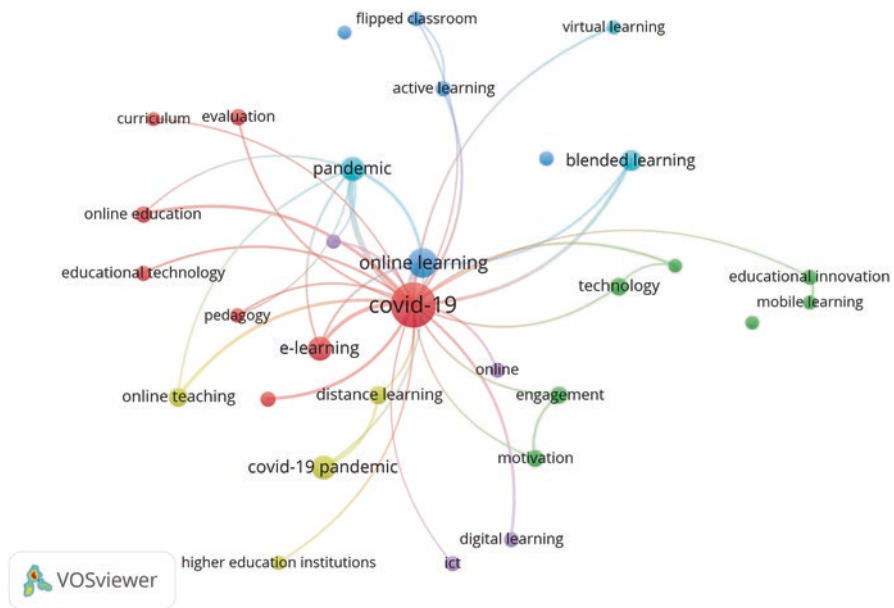 flipped classroom
virtual learning
active learning
curriculum
evaluation
pandemic
blended learning
online education
online learning
educational technology
technology
educational innovation
mobile learning
covid-19
pedagogy
e-learning
online
online teaching
distance learning
engagement
covid-19 pandemic
motivation
digital learning
higher education institutions
ict
VOSviewer